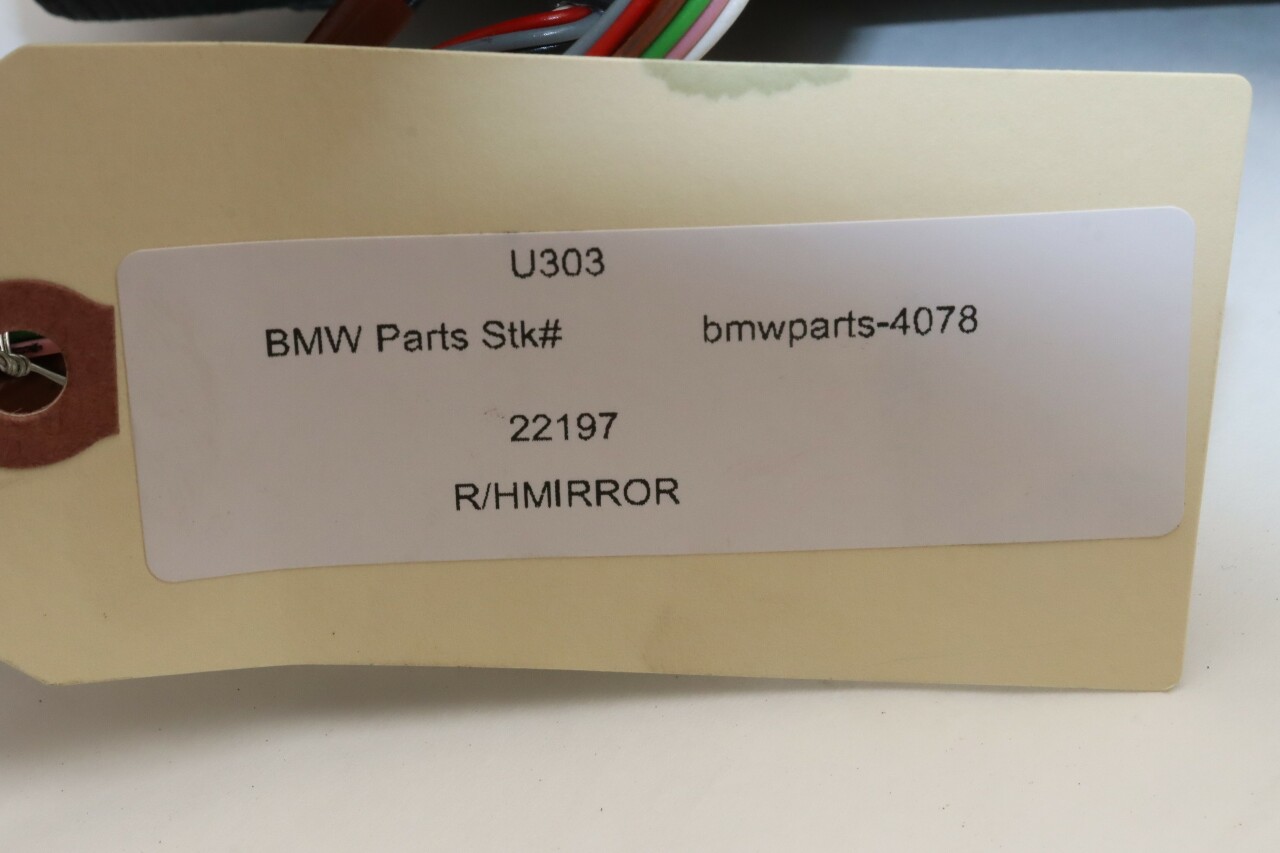 U303
BMW Parts Stk# bmwparts-4078
22197
R/HMIRROR